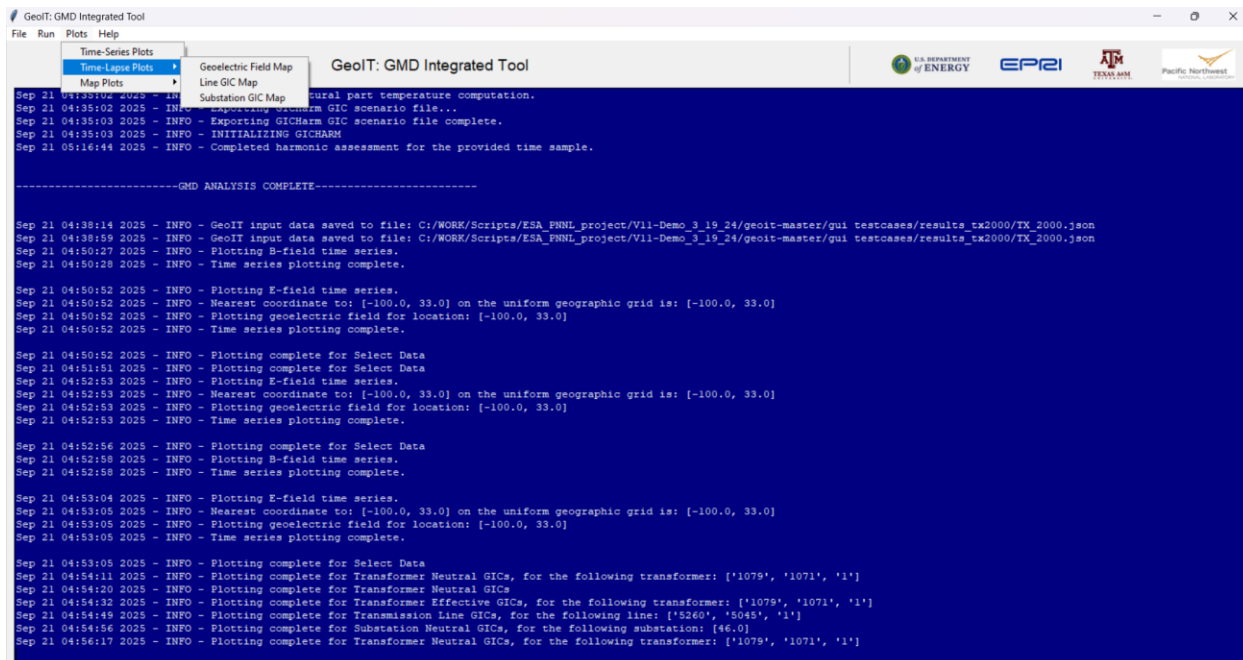 GeoIT: GMD Integrated Tool
File Run Plots Help
Time-Series Plots
Time-Lapse Plots
Map Plots
Geoelectric Field Map
Line GIC Map
Substation GIC Map
GeoIT: GMD Integrated Tool
U.S. DEPARTMENT of ENERGY
EPRI
TEXAS A&M UNIVERSITY
Pacific Northwest NATIONAL LABORATORY
Sep 21 04:35:02 2025 - tural part temperature computation.
Sep 21 04:35:02 2025 - INFO - Exporting GICHarm GIC scenario file...
Sep 21 04:35:03 2025 - INFO - Exporting GICHarm GIC scenario file complete.
Sep 21 04:35:03 2025 - INFO - INITIALIZING GICHARM
Sep 21 05:16:44 2025 - INFO - Completed harmonic assessment for the provided time sample.
-------------------------GMD ANALYSIS COMPLETE-------------------------
Sep 21 04:38:14 2025 - INFO - GeoIT input data saved to file: C:/WORK/Scripts/ESA_PNNL_project/V11-Demo_3_19_24/geoit-master/gui testcases/results_tx2000/TX_2000.json
Sep 21 04:38:59 2025 - INFO - GeoIT input data saved to file: C:/WORK/Scripts/ESA_PNNL_project/V11-Demo_3_19_24/geoit-master/gui testcases/results_tx2000/TX_2000.json
Sep 21 04:50:27 2025 - INFO - Plotting B-field time series.
Sep 21 04:50:28 2025 - INFO - Time series plotting complete.
Sep 21 04:50:52 2025 - INFO - Plotting E-field time series.
Sep 21 04:50:52 2025 - INFO - Nearest coordinate to: [-100.0, 33.0] on the uniform geographic grid is: [-100.0, 33.0]
Sep 21 04:50:52 2025 - INFO - Plotting geoelectric field for location: [-100.0, 33.0]
Sep 21 04:50:52 2025 - INFO - Time series plotting complete.
Sep 21 04:50:52 2025 - INFO - Plotting complete for Select Data
Sep 21 04:51:51 2025 - INFO - Plotting complete for Select Data
Sep 21 04:52:53 2025 - INFO - Plotting E-field time series.
Sep 21 04:52:53 2025 - INFO - Nearest coordinate to: [-100.0, 33.0] on the uniform geographic grid is: [-100.0, 33.0]
Sep 21 04:52:53 2025 - INFO - Plotting geoelectric field for location: [-100.0, 33.0]
Sep 21 04:52:53 2025 - INFO - Time series plotting complete.
Sep 21 04:52:56 2025 - INFO - Plotting complete for Select Data
Sep 21 04:52:58 2025 - INFO - Plotting B-field time series.
Sep 21 04:52:58 2025 - INFO - Time series plotting complete.
Sep 21 04:53:04 2025 - INFO - Plotting E-field time series.
Sep 21 04:53:05 2025 - INFO - Nearest coordinate to: [-100.0, 33.0] on the uniform geographic grid is: [-100.0, 33.0]
Sep 21 04:53:05 2025 - INFO - Plotting geoelectric field for location: [-100.0, 33.0]
Sep 21 04:53:05 2025 - INFO - Time series plotting complete.
Sep 21 04:53:05 2025 - INFO - Plotting complete for Select Data
Sep 21 04:54:11 2025 - INFO - Plotting complete for Transformer Neutral GICs, for the following transformer: ['1079', '1071', '1']
Sep 21 04:54:20 2025 - INFO - Plotting complete for Transformer Neutral GICs
Sep 21 04:54:32 2025 - INFO - Plotting complete for Transformer Effective GICs, for the following transformer: ['1079', '1071', '1']
Sep 21 04:54:49 2025 - INFO - Plotting complete for Transmission Line GICs, for the following line: ['5260', '5045', '1']
Sep 21 04:54:56 2025 - INFO - Plotting complete for Substation Neutral GICs, for the following substation: [46.0]
Sep 21 04:56:17 2025 - INFO - Plotting complete for Transformer Neutral GICs, for the following transformer: ['1079', '1071', '1']